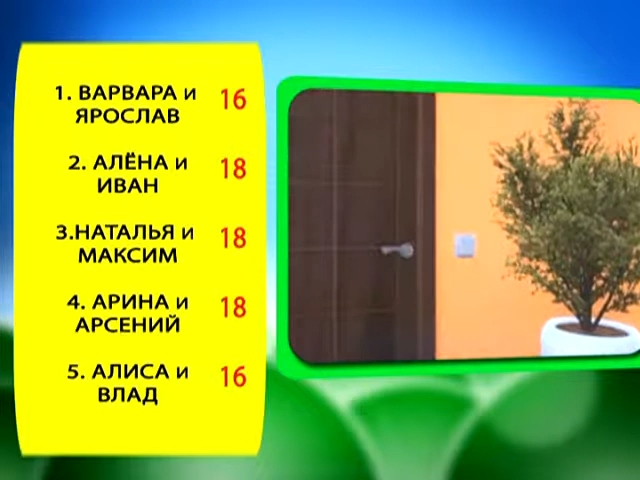 1. ВАРВАРА и 16
ЯРОСЛАВ
2. АЛЁНА и 18
ИВАН
3.НАТАЛЬЯ и 18
МАКСИМ
4. АРИНА и 18
АРСЕНИЙ
5. АЛИСА и 16
ВЛАД